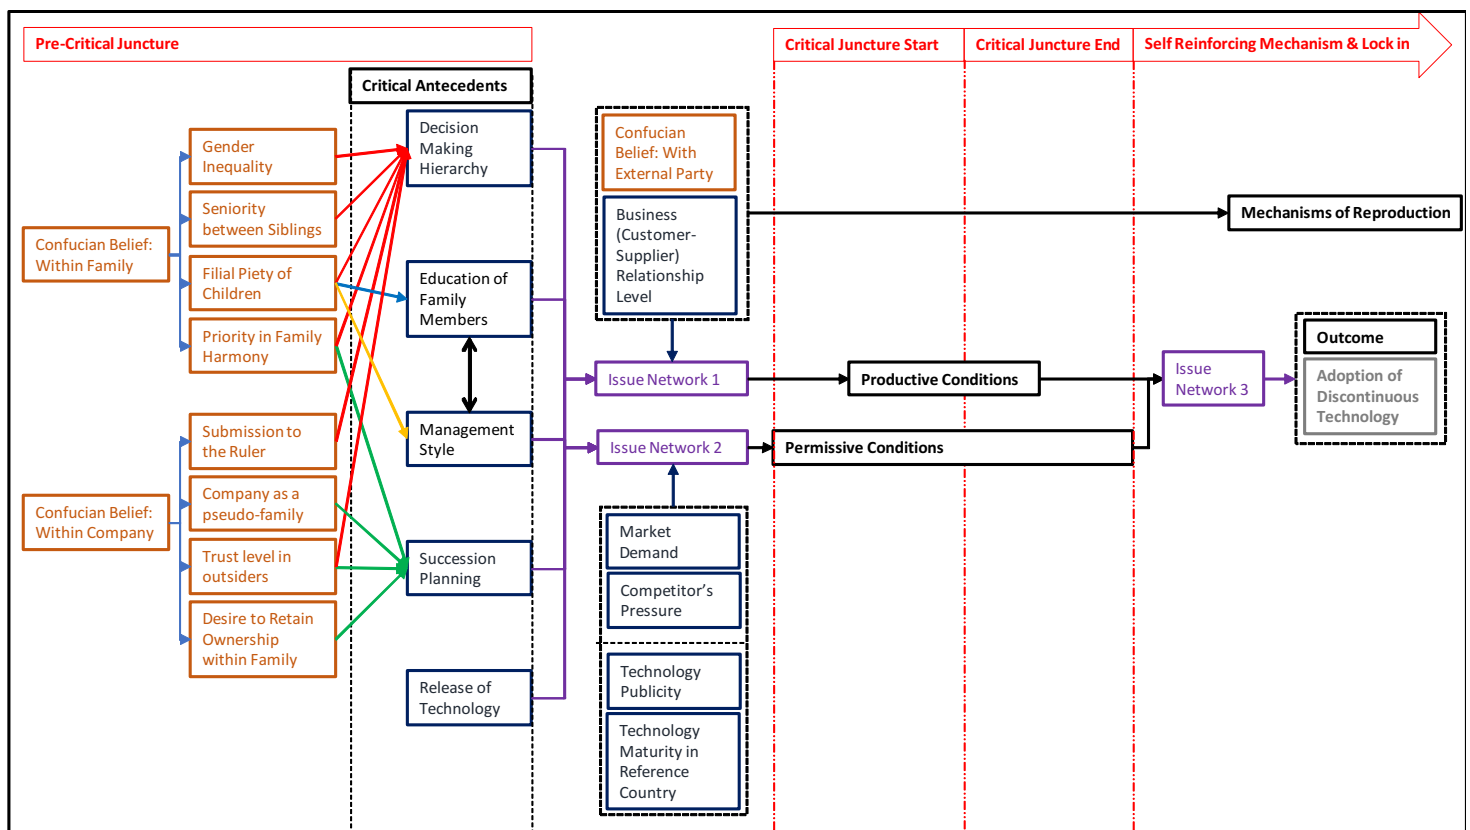 Pre-Critical Juncture
Critical Juncture Start
Critical Juncture End
Self Reinforcing Mechanism & Lock in
Critical Antecedents
Confucian Belief:
Within Family
Gender
Inequality
Seniority
between Siblings
Filial Piety of
Children
Priority in Family
Harmony
Confucian Belief:
Within Company
Submission to
the Ruler
Company as a
pseudo-family
Trust level in
outsiders
Desire to Retain
Ownership
within Family
Decision
Making
Hierarchy
Education of
Family
Members
Management
Style
Succession
Planning
Release of
Technology
Confucian
Belief: With
External Party
Business
(Customer-
Supplier)
Relationship
Level
Issue Network 1
Issue Network 2
Market
Demand
Competitor’s
Pressure
Technology
Publicity
Technology
Maturity in
Reference
Country
Productive Conditions
Permissive Conditions
Mechanisms of Reproduction
Issue
Network 3
Outcome
Adoption of
Discontinuous
Technology